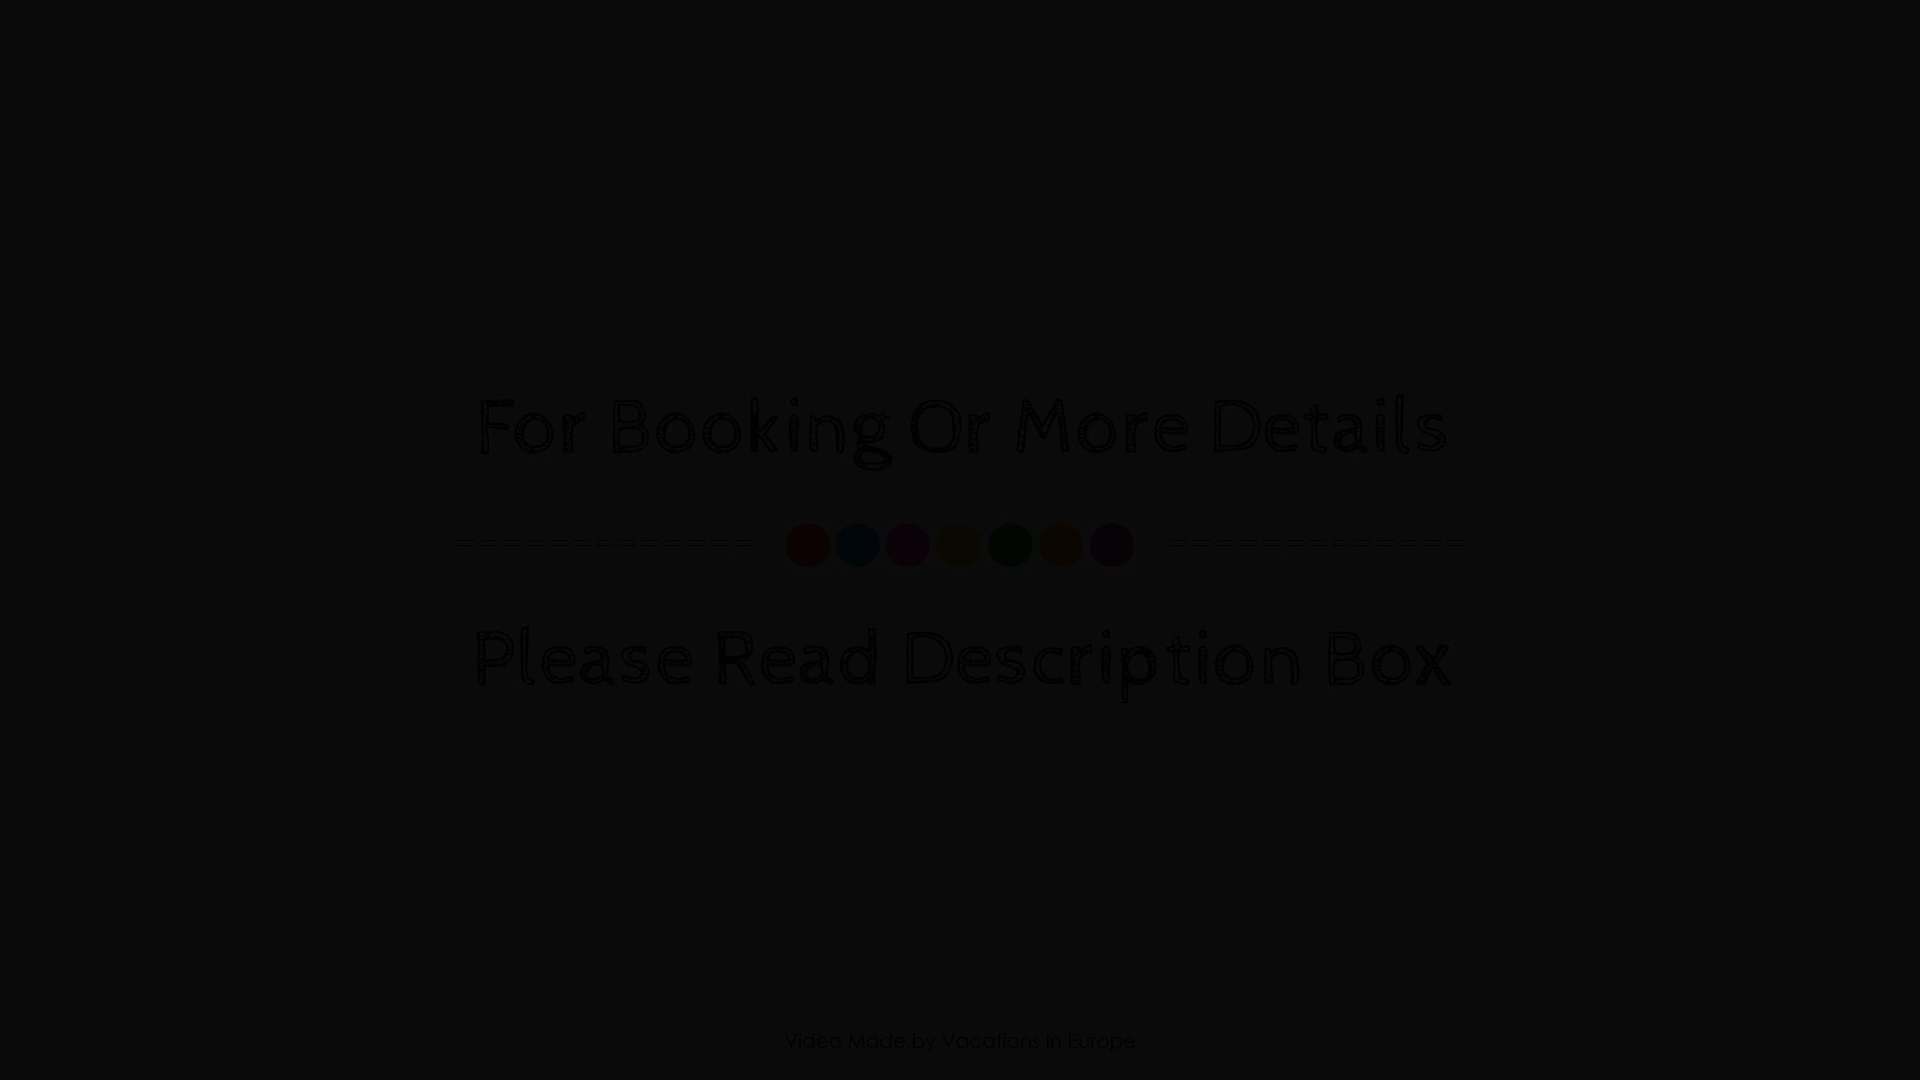 For Booking Or More Details
Please Read Description Box
Video Made by Vacations In Europe